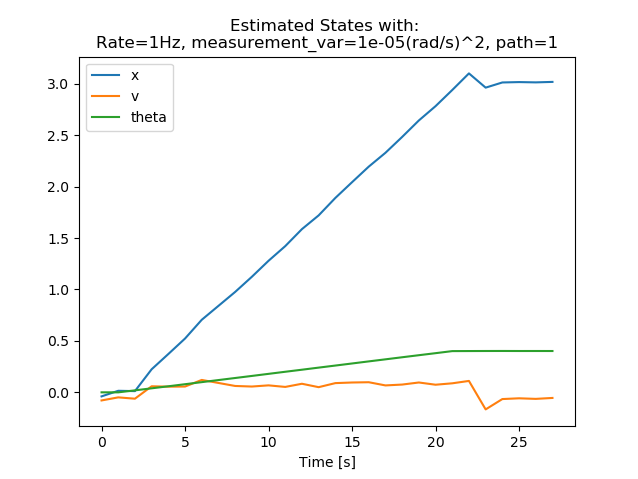 Estimated States with:
Rate=1Hz, measurement_var=1e-05(rad/s)^2, path=1
x
v
theta
3.0
2.5
2.0
1.5
1.0
0.5
0.0
0 5 10 15 20 25
Time [s]